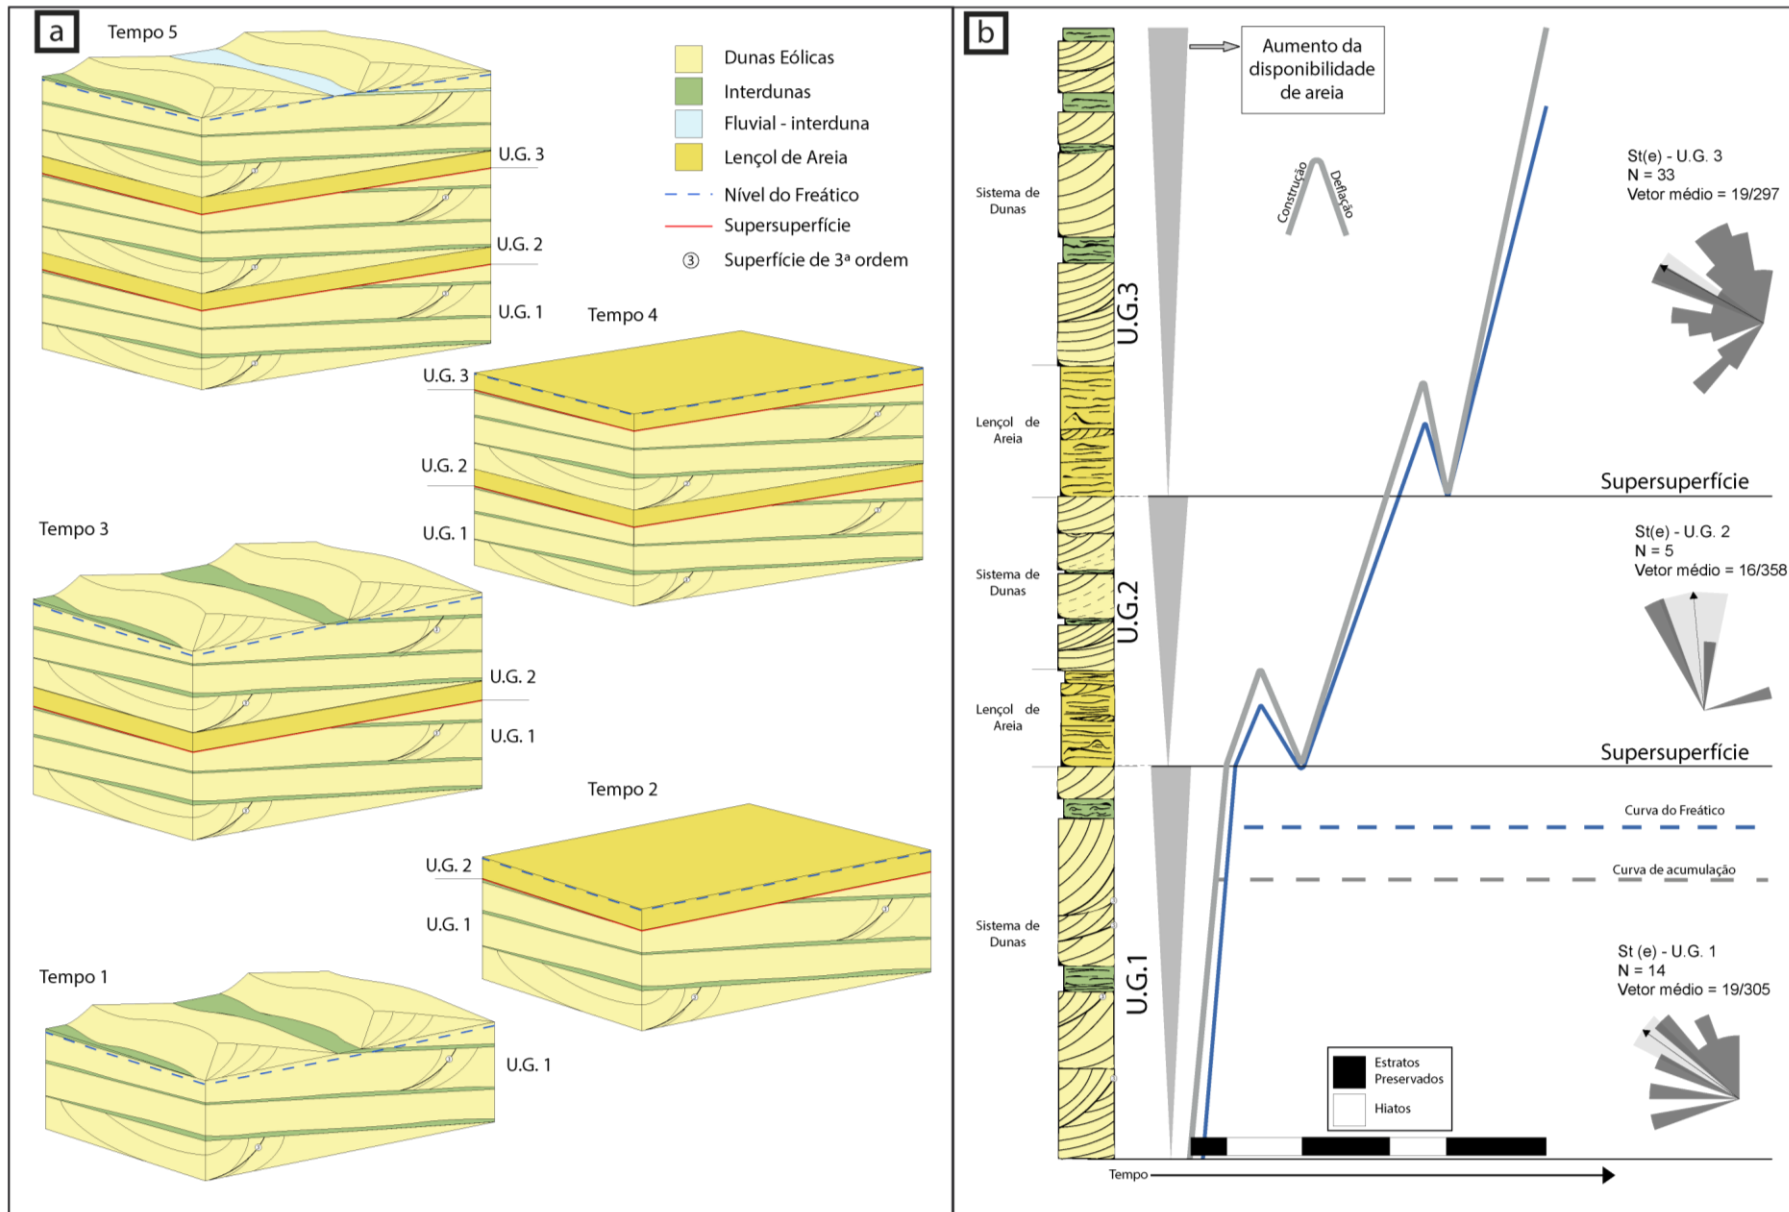 a
Tempo 5
Dunas Eólicas
Interdunas
Fluvial - interduna
Lençol de Areia
Nível do Freático
Supersuperfície
3 Superfície de 3ª ordem
U.G. 3
U.G. 2
U.G. 1
Tempo 4
U.G. 3
U.G. 2
U.G. 1
Tempo 3
U.G. 2
U.G. 1
Tempo 2
U.G. 2
U.G. 1
Tempo 1
U.G. 1
b
Aumento da
disponibilidade
de areia
Construção
Deflação
Sistema de
Dunas
U.G.3
Lençol de
Areia
St(e) - U.G. 3
N = 33
Vetor médio = 19/297
Supersuperfície
Sistema de
Dunas
U.G.2
Lençol de
Areia
St(e) - U.G. 2
N = 5
Vetor médio = 16/358
Supersuperfície
Curva do Freático
Curva de acumulação
Sistema de
Dunas
U.G.1
St (e) - U.G. 1
N = 14
Vetor médio = 19/305
Estratos
Preservados
Hiatos
Tempo